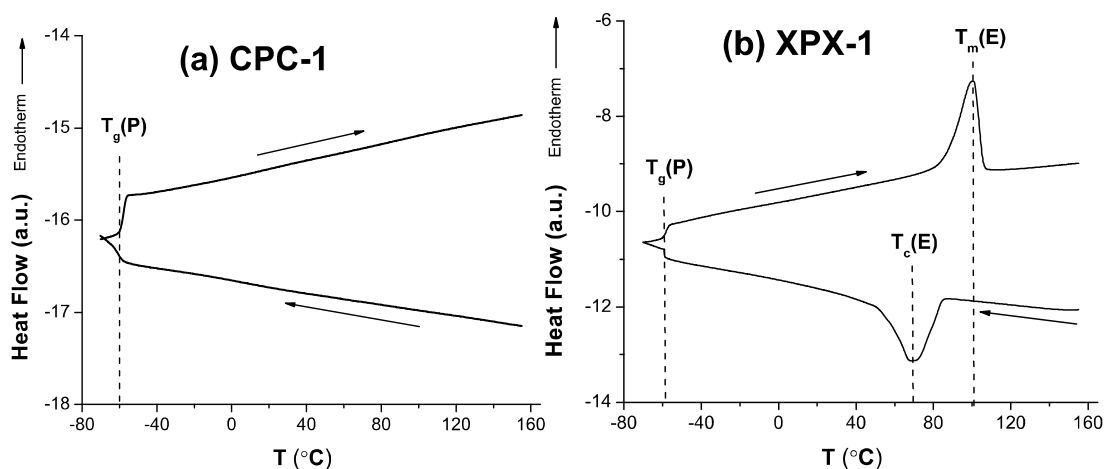 (a) CPC-1
Endotherm
Heat Flow (a.u.)
-14
-15
-16
-17
-18
Tg(P)
-80
-40
0
40
80
120
160
T (°C)
(b) XPX-1
Endotherm
Heat Flow (a.u.)
-6
-8
-10
-12
-14
Tm(E)
Tg(P)
Tc(E)
-80
-40
0
40
80
120
160
T (°C)